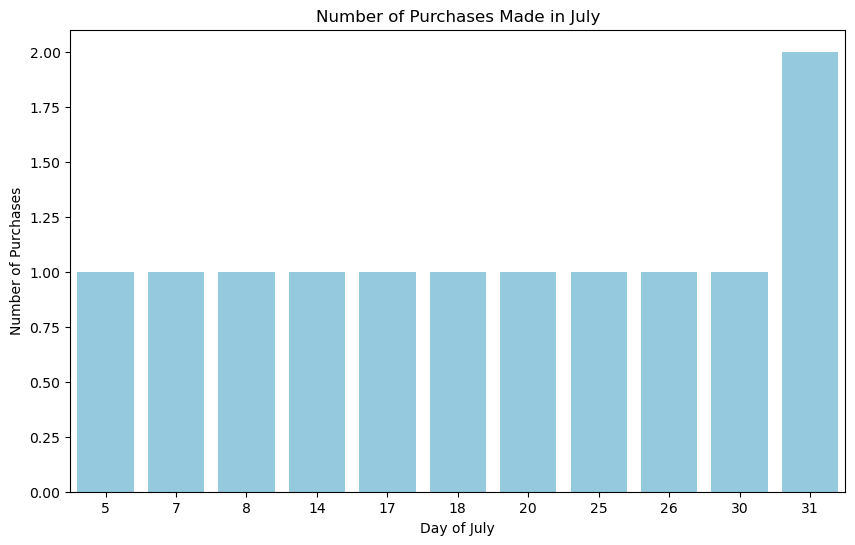 Number of Purchases Made in July
Number of Purchases
2.00
1.75
1.50
1.25
1.00
0.75
0.50
0.25
0.00
5 7 8 14 17 18 20 25 26 30 31
Day of July